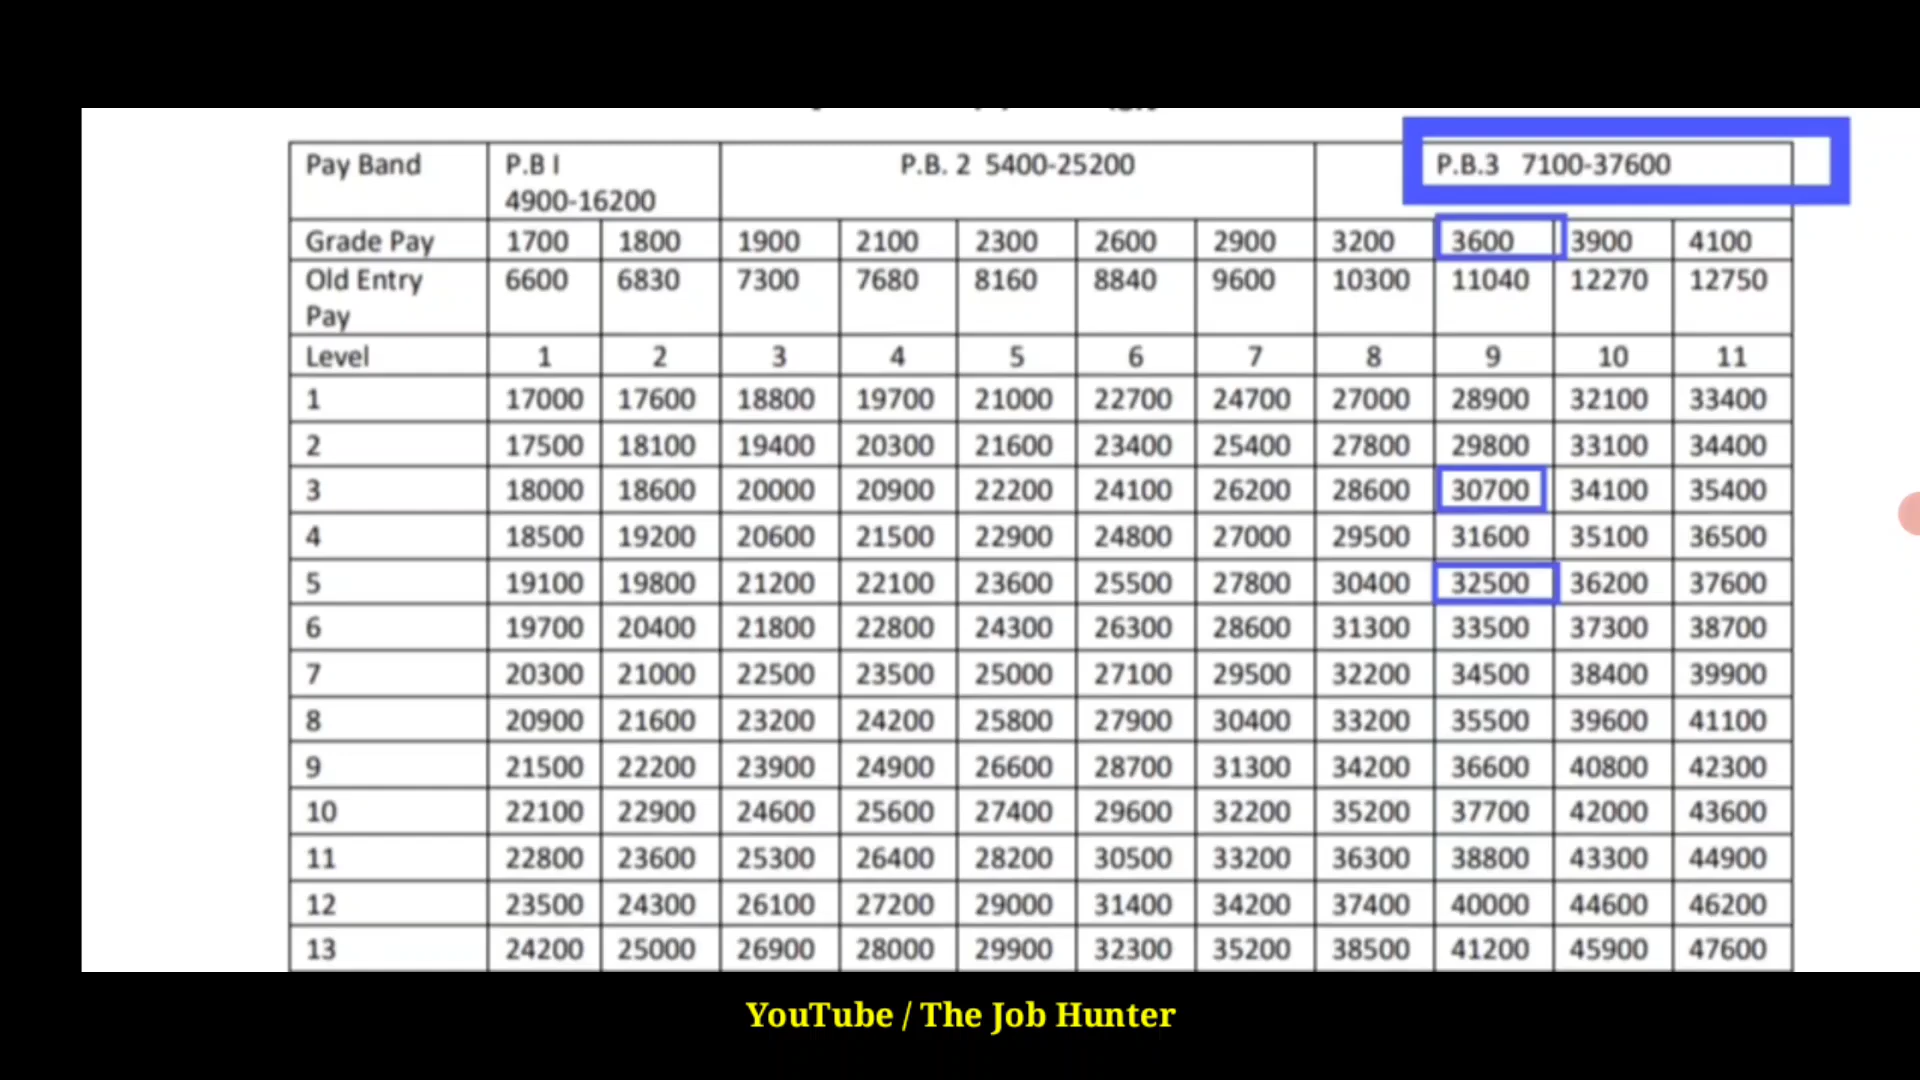 Pay Band P.B I P.B. 2 5400-25200 P.B.3 7100-37600
4900-16200
Grade Pay 1700 1800 1900 2100 2300 2600 2900 3200 3600 3900 4100
Old Entry 6600 6830 7300 7680 8160 8840 9600 10300 11040 12270 12750
Pay
Level 1 2 3 4 5 6 7 8 9 10 11
1 17000 17600 18800 19700 21000 22700 24700 27000 28900 32100 33400
2 17500 18100 19400 20300 21600 23400 25400 27800 29800 33100 34400
3 18000 18600 20000 20900 22200 24100 26200 28600 30700 34100 35400
4 18500 19200 20600 21500 22900 24800 27000 29500 31600 35100 36500
5 19100 19800 21200 22100 23600 25500 27800 30400 32500 36200 37600
6 19700 20400 21800 22800 24300 26300 28600 31300 33500 37300 38700
7 20300 21000 22500 23500 25000 27100 29500 32200 34500 38400 39900
8 20900 21600 23200 24200 25800 27900 30400 33200 35500 39600 41100
9 21500 22200 23900 24900 26600 28700 31300 34200 36600 40800 42300
10 22100 22900 24600 25600 27400 29600 32200 35200 37700 42000 43600
11 22800 23600 25300 26400 28200 30500 33200 36300 38800 43300 44900
12 23500 24300 26100 27200 29000 31400 34200 37400 40000 44600 46200
13 24200 25000 26900 28000 29900 32300 35200 38500 41200 45900 47600
YouTube / The Job Hunter